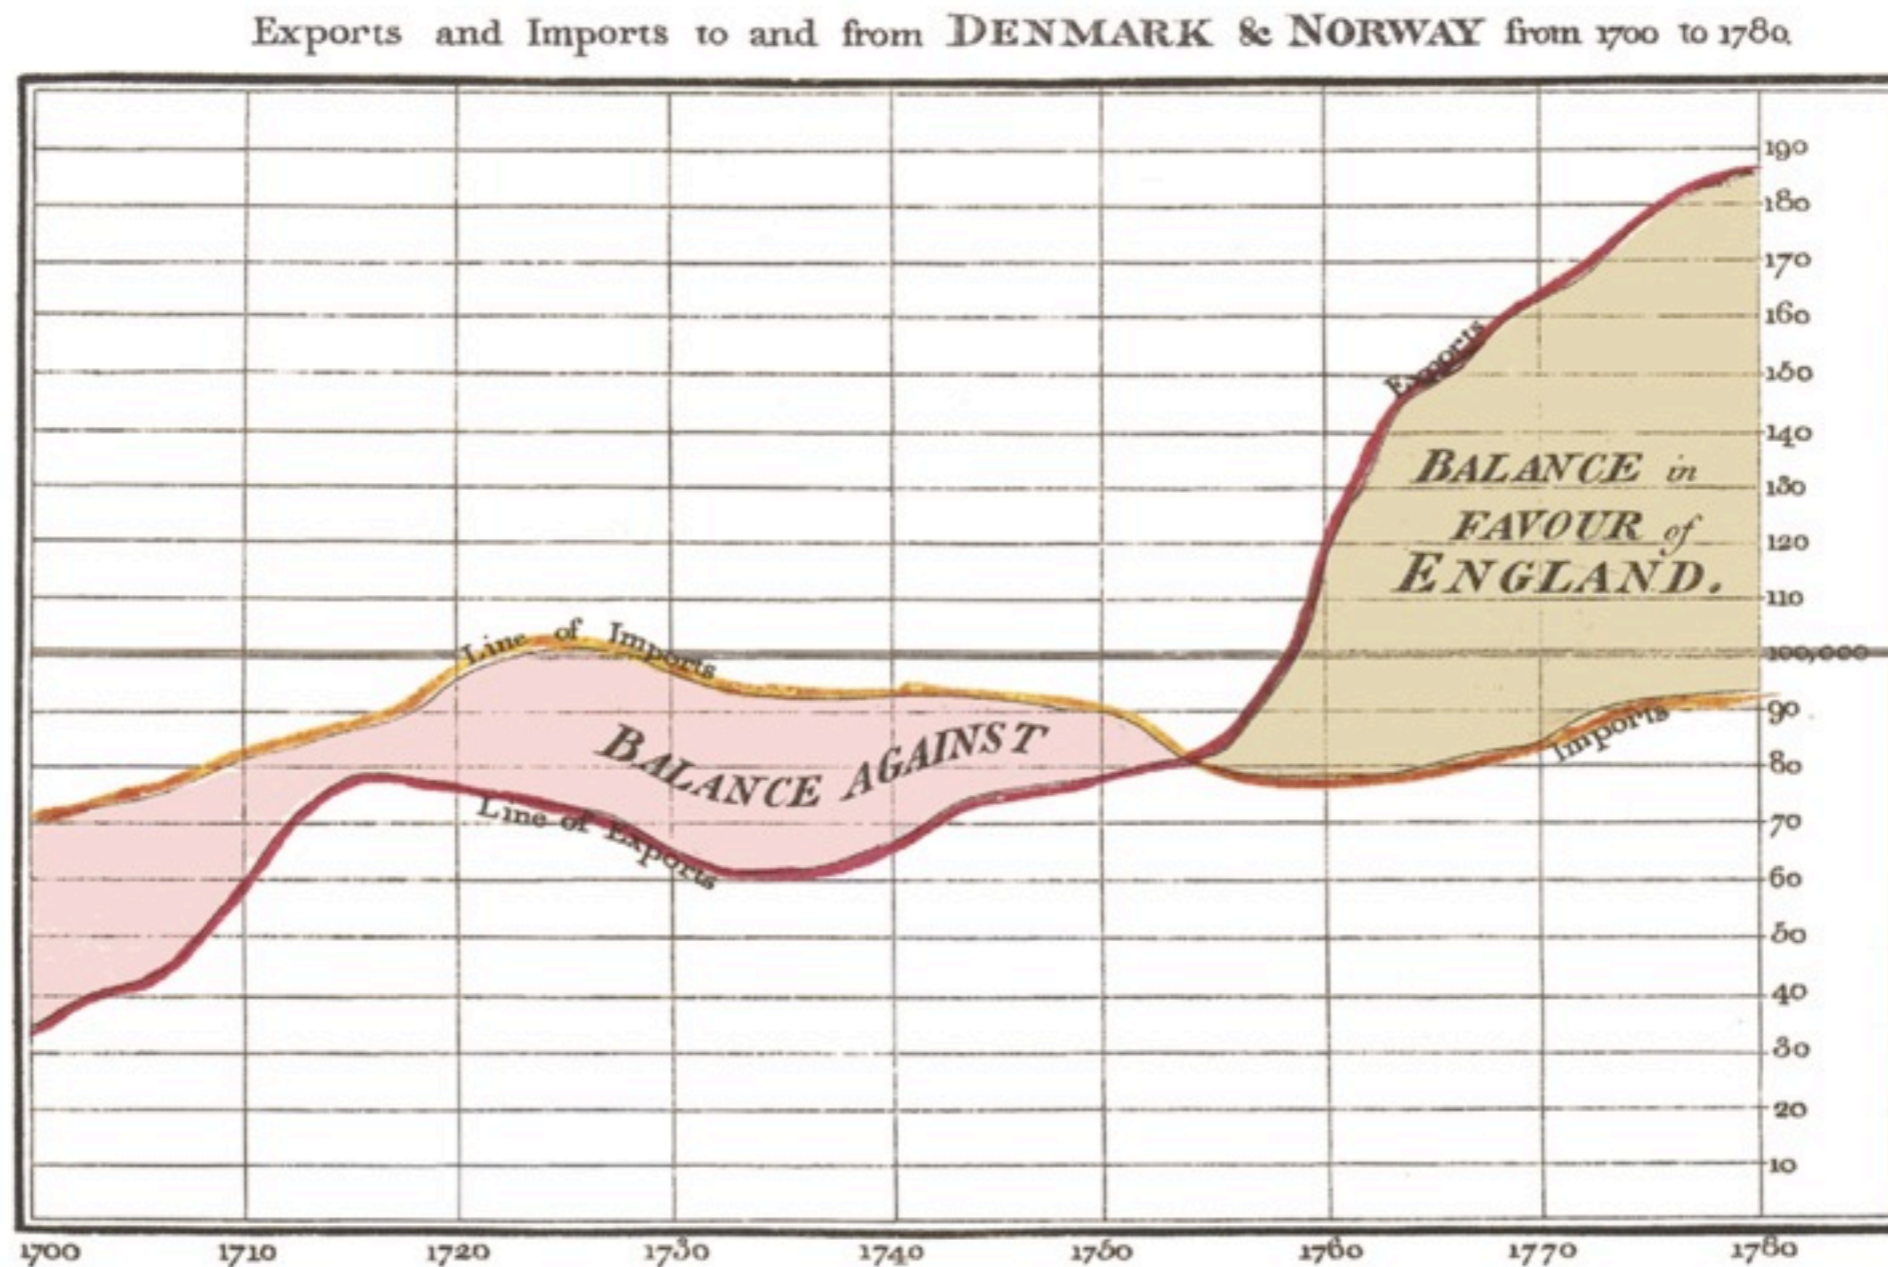 Exports and Imports to and from DENMARK & NORWAY from 1700 to 1780.
190
180
170
160
150
140
130
120
110
100,000
90
80
70
60
50
40
30
20
10
Line of Imports
Line of Exports
BALANCE AGAINST
Exports
BALANCE in
FAVOUR of
ENGLAND.
Imports
1700 1710 1720 1730 1740 1750 1760 1770 1780